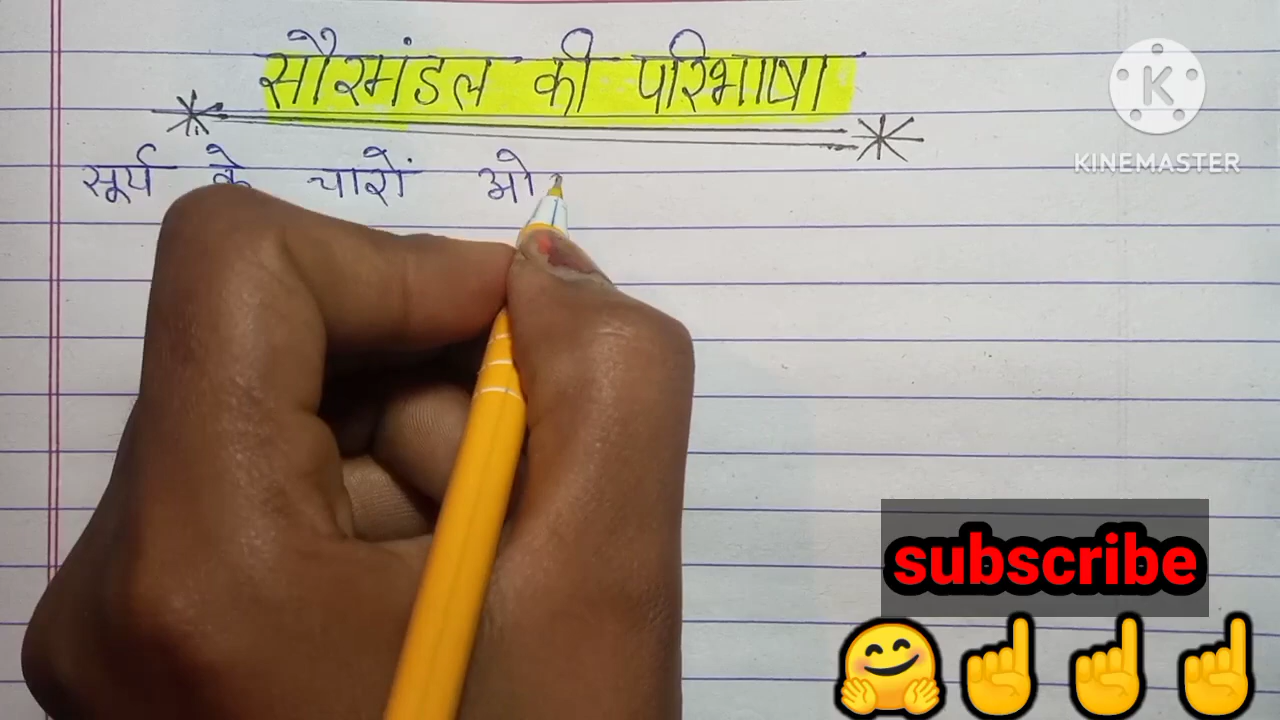 सौरमंडल की परिभाषा
सूर्य के चारों ओ
K
KINEMASTER
subscribe